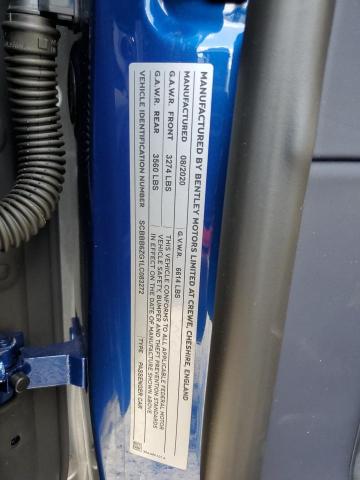 MANUFACTURED BY BENTLEY MOTORS LIMITED AT CREWE, CHESHIRE, ENGLAND
MANUFACTURED 08/2020 G.V.W.R. 6614 LBS
G.A.W.R. FRONT 3274 LBS
G.A.W.R. REAR 3560 LBS
THIS VEHICLE CONFORMS TO ALL APPLICABLE FEDERAL MOTOR
VEHICLE SAFETY, BUMPER AND THEFT PREVENTION STANDARDS
IN EFFECT ON THE DATE OF MANUFACTURE SHOWN ABOVE
VEHICLE IDENTIFICATION NUMBER SCBBB6ZG1LC083272 TYPE PASSENGER CAR